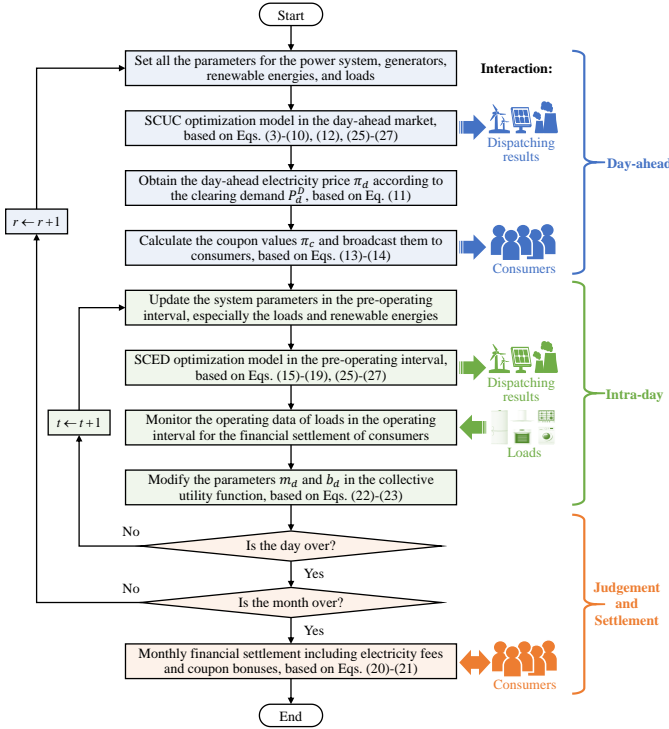 Start
Set all the parameters for the power system, generators,
renewable energies, and loads
Interaction:
SCUC optimization model in the day-ahead market,
based on Eqs. (3)-(10), (12), (25)-(27)
Dispatching
results
Day-ahead
Obtain the day-ahead electricity price π_d according to
the clearing demand P_d^D, based on Eq. (11)
r ← r+1
Calculate the coupon values π_c and broadcast them to
consumers, based on Eqs. (13)-(14)
Consumers
Update the system parameters in the pre-operating
interval, especially the loads and renewable energies
SCED optimization model in the pre-operating interval,
based on Eqs. (15)-(19), (25)-(27)
Dispatching
results
Intra-day
t ← t+1
Monitor the operating data of loads in the operating
interval for the financial settlement of consumers
Loads
Modify the parameters m_d and b_d in the collective
utility function, based on Eqs. (22)-(23)
No
Is the day over?
Yes
No
Is the month over?
Judgement
and
Settlement
Yes
Monthly financial settlement including electricity fees
and coupon bonuses, based on Eqs. (20)-(21)
Consumers
End